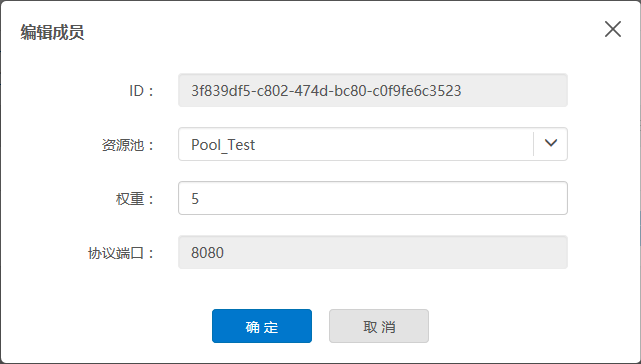 编辑成员
ID： 3f839df5-c802-474d-bc80-c0f9fe6c3523
资源池： Pool_Test
权重： 5
协议端口： 8080
确 定 取 消